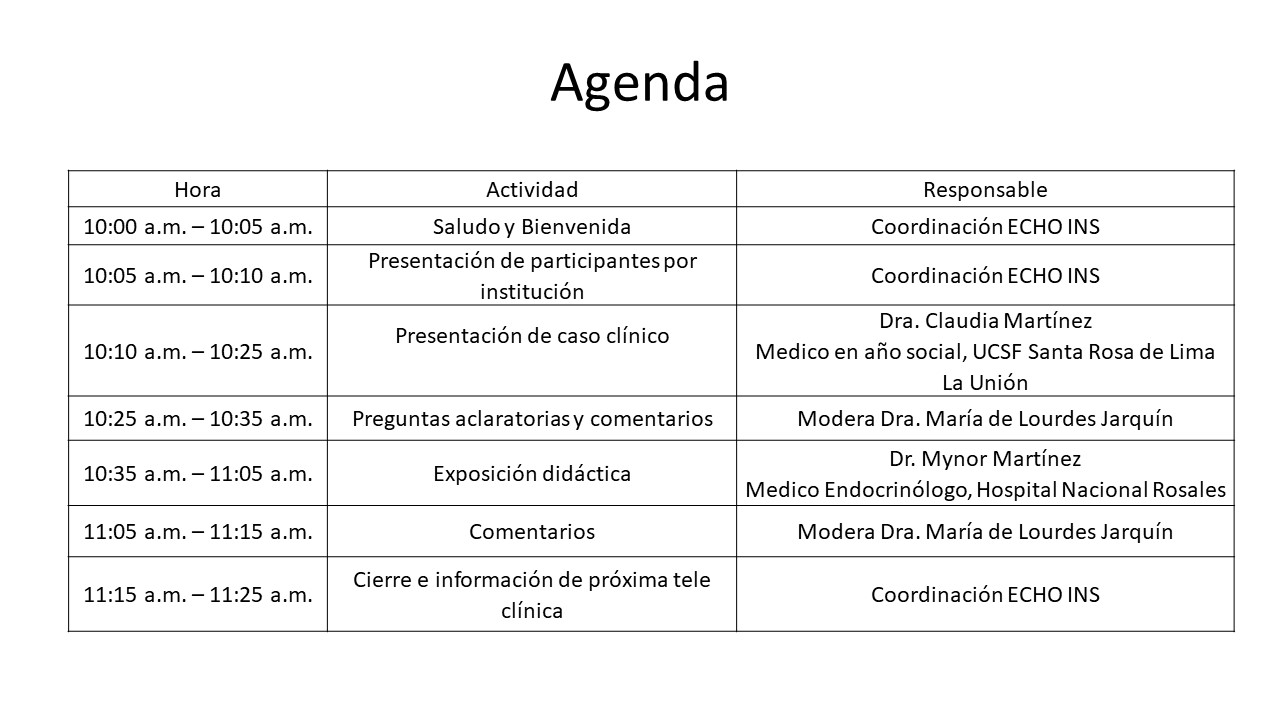 Agenda
Hora Actividad Responsable
10:00 a.m. – 10:05 a.m. Saludo y Bienvenida Coordinación ECHO INS
10:05 a.m. – 10:10 a.m. Presentación de participantes por
institución
Coordinación ECHO INS
10:10 a.m. – 10:25 a.m. Presentación de caso clínico
Dra. Claudia Martínez
Medico en año social, UCSF Santa Rosa de Lima
La Unión
10:25 a.m. – 10:35 a.m. Preguntas aclaratorias y comentarios Modera Dra. María de Lourdes Jarquín
10:35 a.m. – 11:05 a.m. Exposición didáctica
Dr. Mynor Martínez
Medico Endocrinólogo, Hospital Nacional Rosales
11:05 a.m. – 11:15 a.m. Comentarios Modera Dra. María de Lourdes Jarquín
11:15 a.m. – 11:25 a.m. Cierre e información de próxima tele
clínica
Coordinación ECHO INS